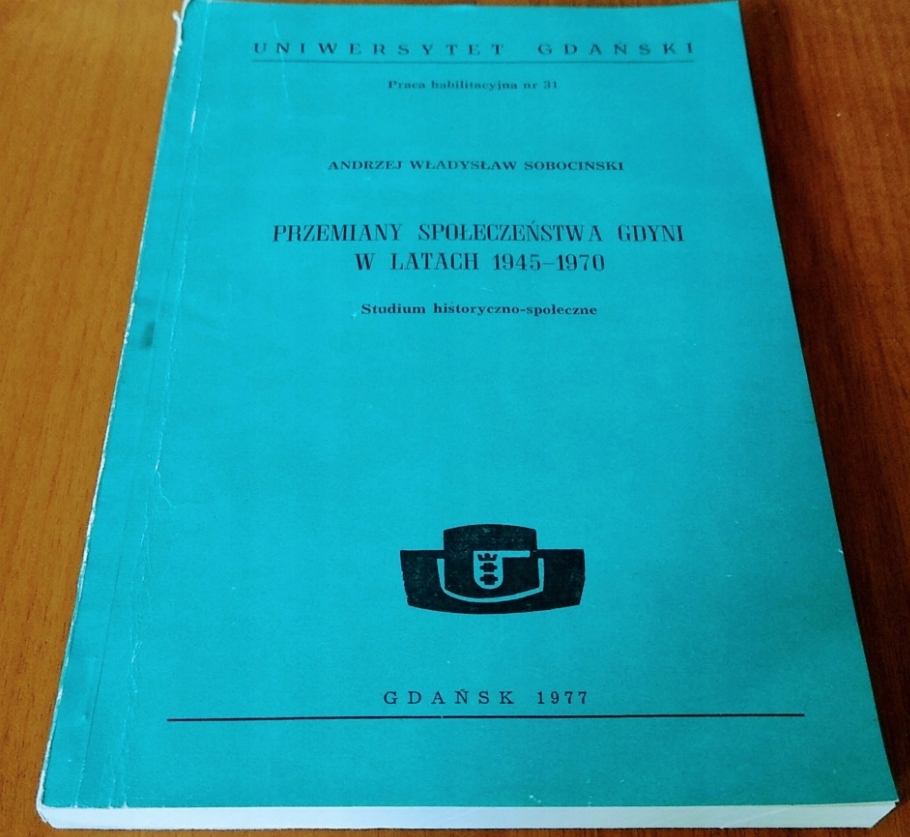 UNIWERSYTET GDAŃSKI
Praca habilitacyjna nr 31
ANDRZEJ WŁADYSŁAW SOBOCINSKI
PRZEMIANY SPOŁECZEŃSTWA GDYNI
W LATACH 1945–1970
Studium historyczno-społeczne
GDAŃSK 1977